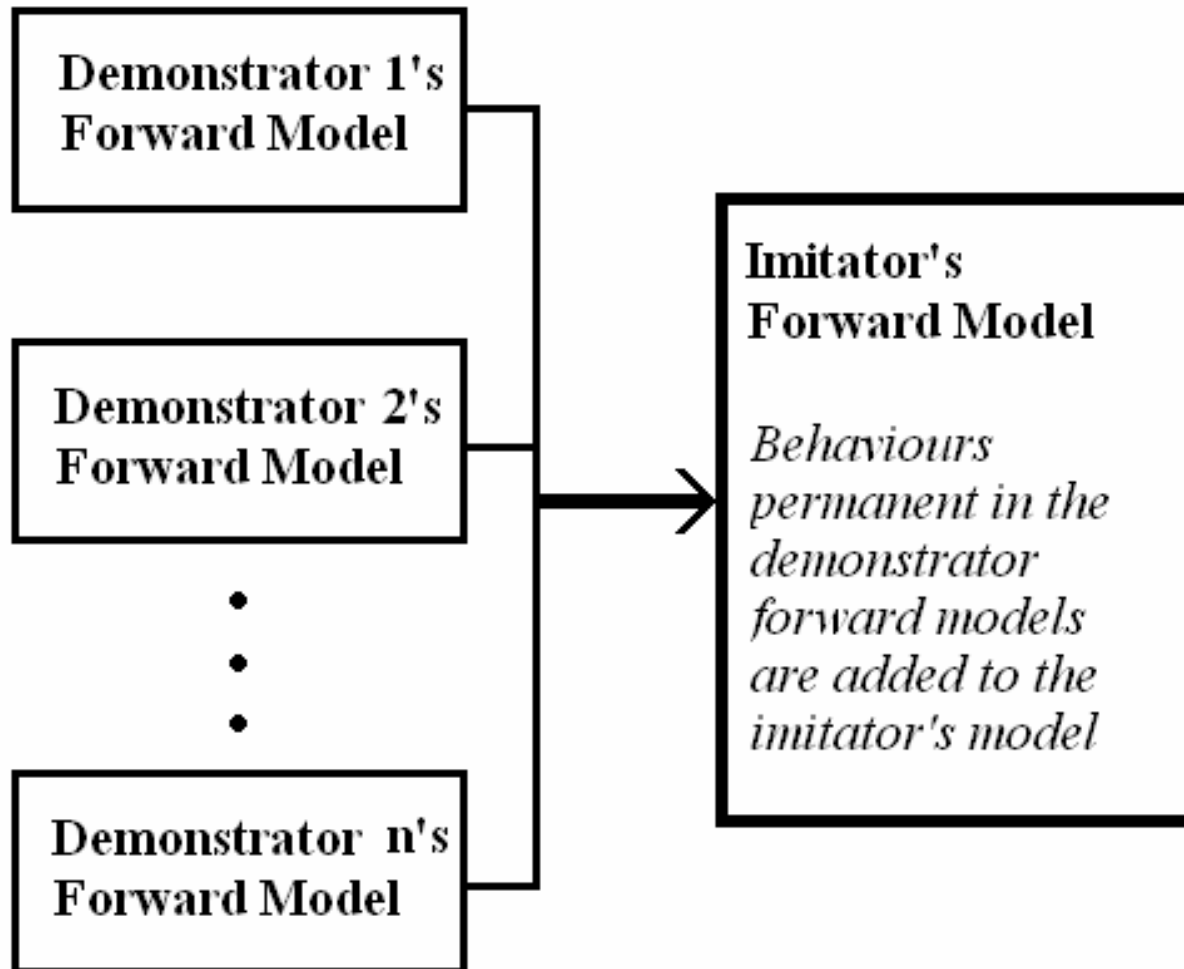 Demonstrator 1's
Forward Model
Demonstrator 2's
Forward Model
Demonstrator n's
Forward Model
Imitator's
Forward Model
Behaviours
permanent in the
demonstrator
forward models
are added to the
imitator's model